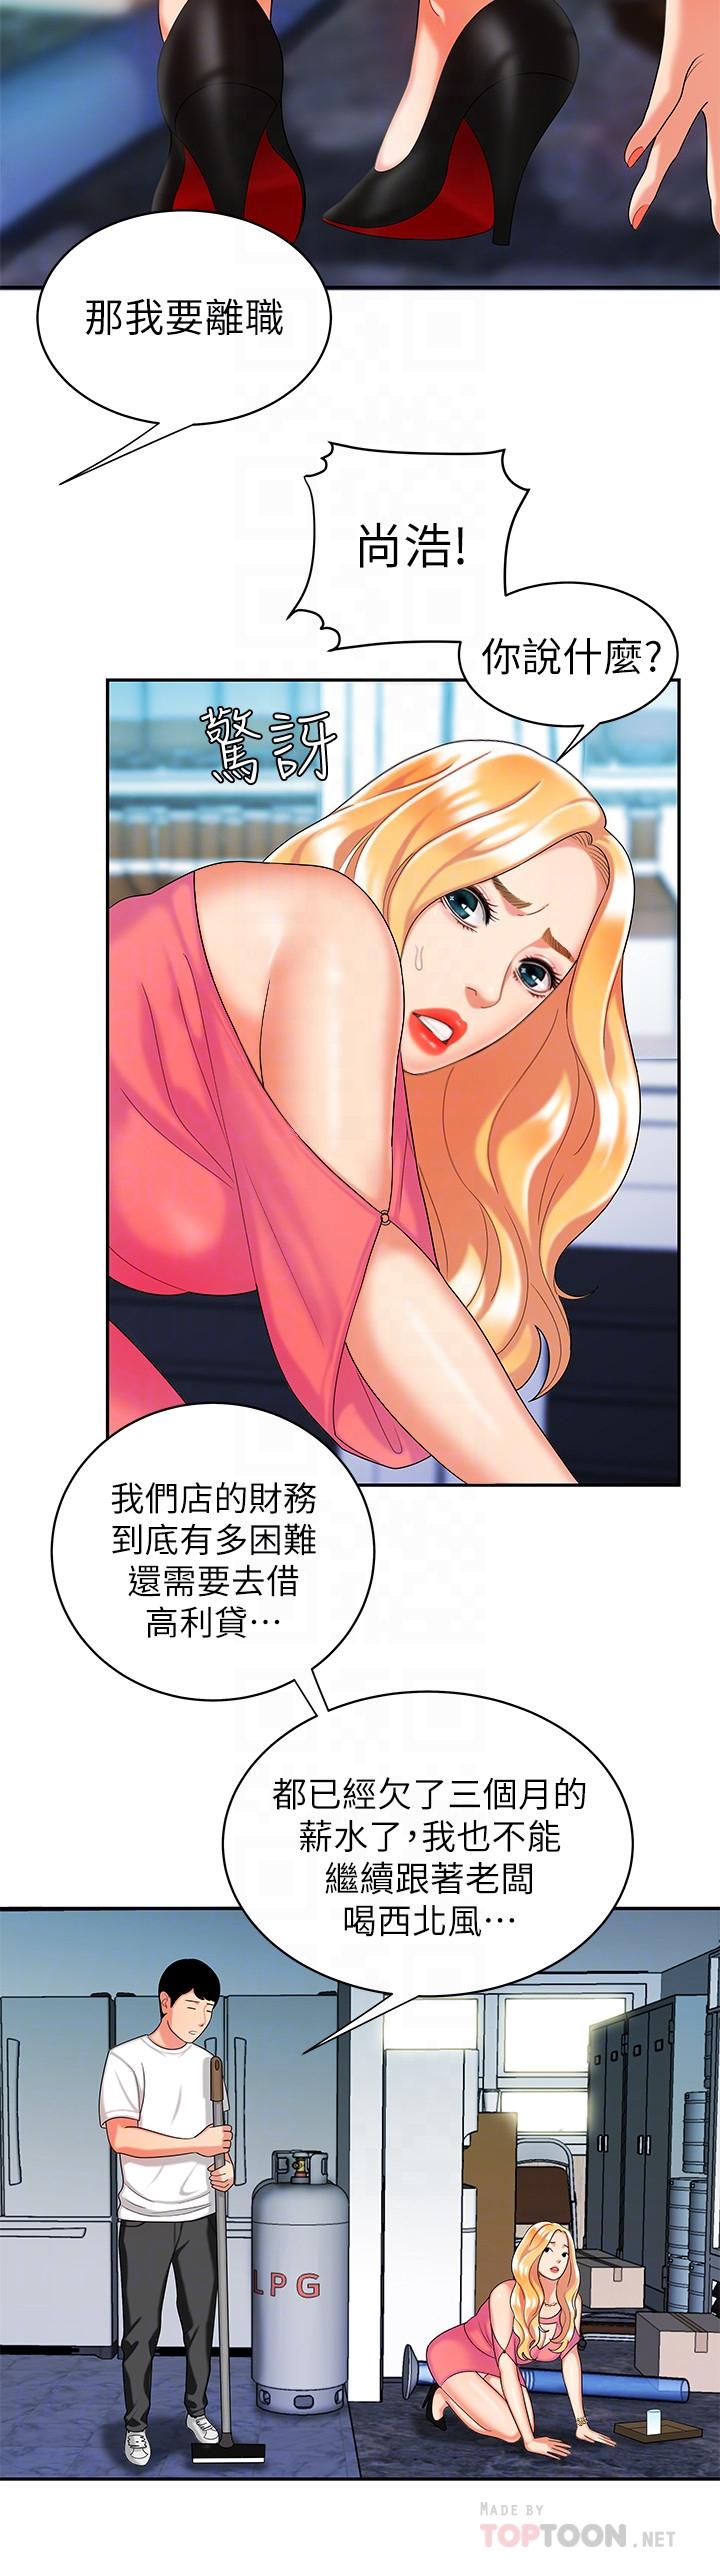 那我要離職
尚浩!
你說什麼?
驚訝
我們店的財務
到底有多困難
還需要去借
高利貸…
都已經欠了三個月的
薪水了,我也不能
繼續跟著老闆
喝西北風…
LPG
MADE BY
TOPTOON.NET